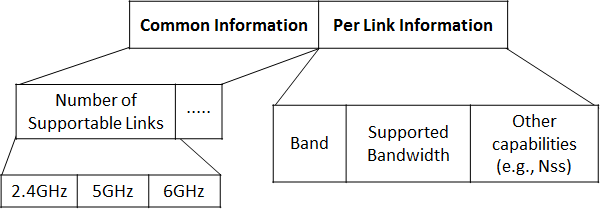 Common Information Per Link Information
Number of
Supportable Links
.....
Band
Supported
Bandwidth
Other
capabilities
(e.g., Nss)
2.4GHz 5GHz 6GHz